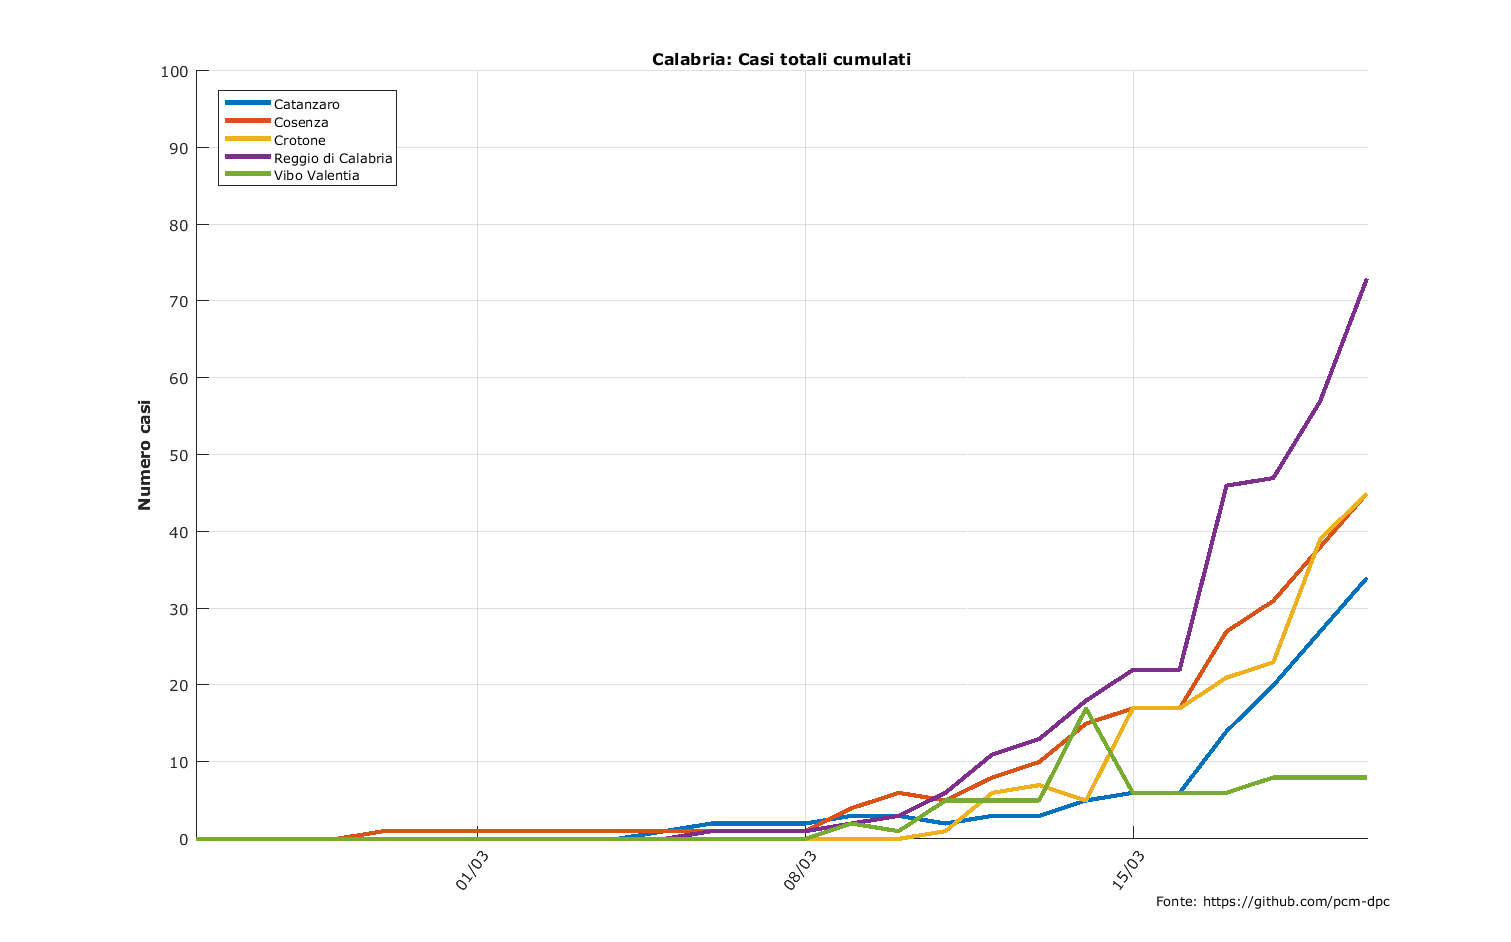 Calabria: Casi totali cumulati
100
90
80
70
60
50
40
30
20
10
0
Numero casi
Catanzaro
Cosenza
Crotone
Reggio di Calabria
Vibo Valentia
01/03
08/03
15/03
Fonte: https://github.com/pcm-dpc